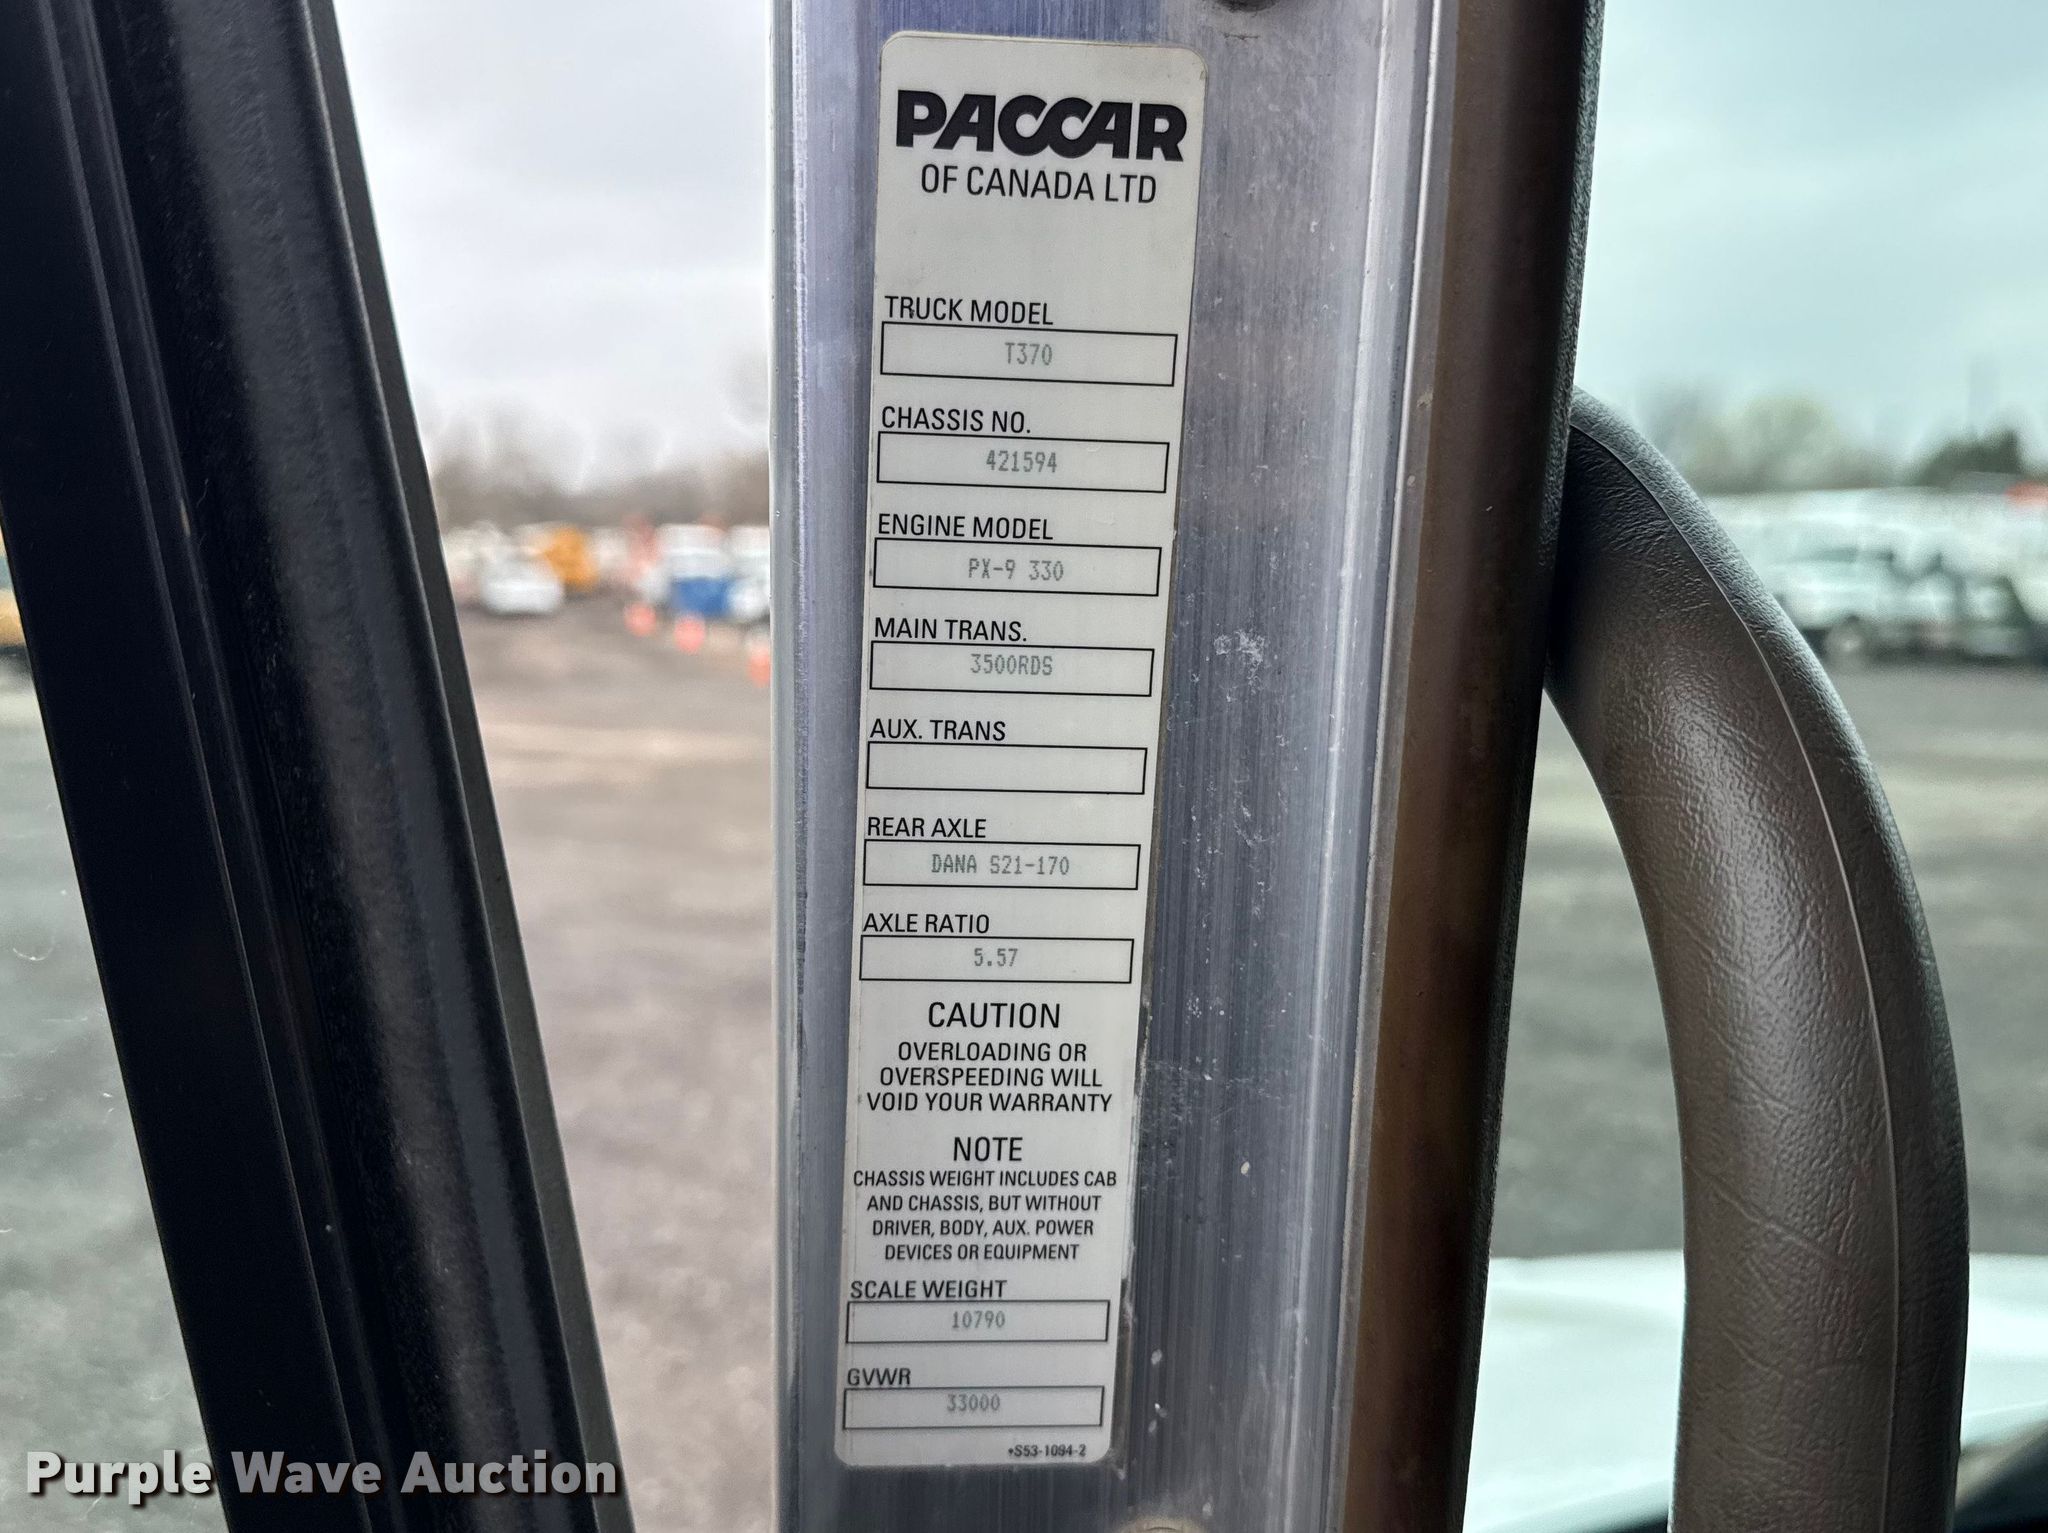 PACCAR
OF CANADA LTD
TRUCK MODEL
T370
CHASSIS NO.
421594
ENGINE MODEL
PX-9 330
MAIN TRANS.
3500RDS
AUX. TRANS
REAR AXLE
DANA S21-170
AXLE RATIO
5.57
CAUTION
OVERLOADING OR
OVERSPEEDING WILL
VOID YOUR WARRANTY
NOTE
CHASSIS WEIGHT INCLUDES CAB
AND CHASSIS, BUT WITHOUT
DRIVER, BODY, AUX. POWER
DEVICES OR EQUIPMENT
SCALE WEIGHT
10790
GVWR
33000
*S53-1094-2
Purple Wave Auction